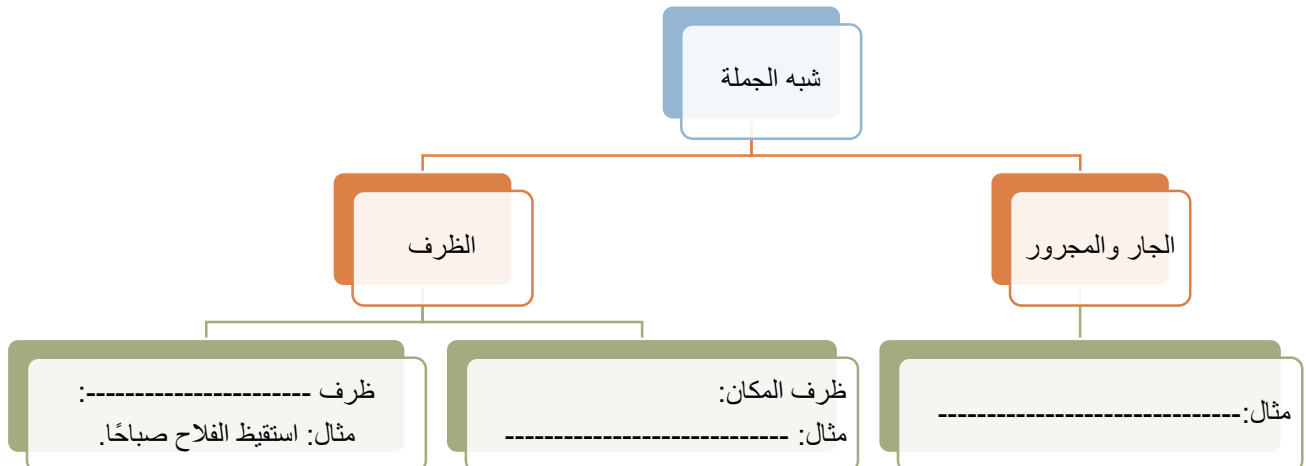 شبه الجملة
الجار والمجرور
الظرف
مثال:-------------------------------
ظرف المكان:
مثال: -----------------------------
ظرف -----------------------:
مثال: استقيظ الفلاح صباحًا.